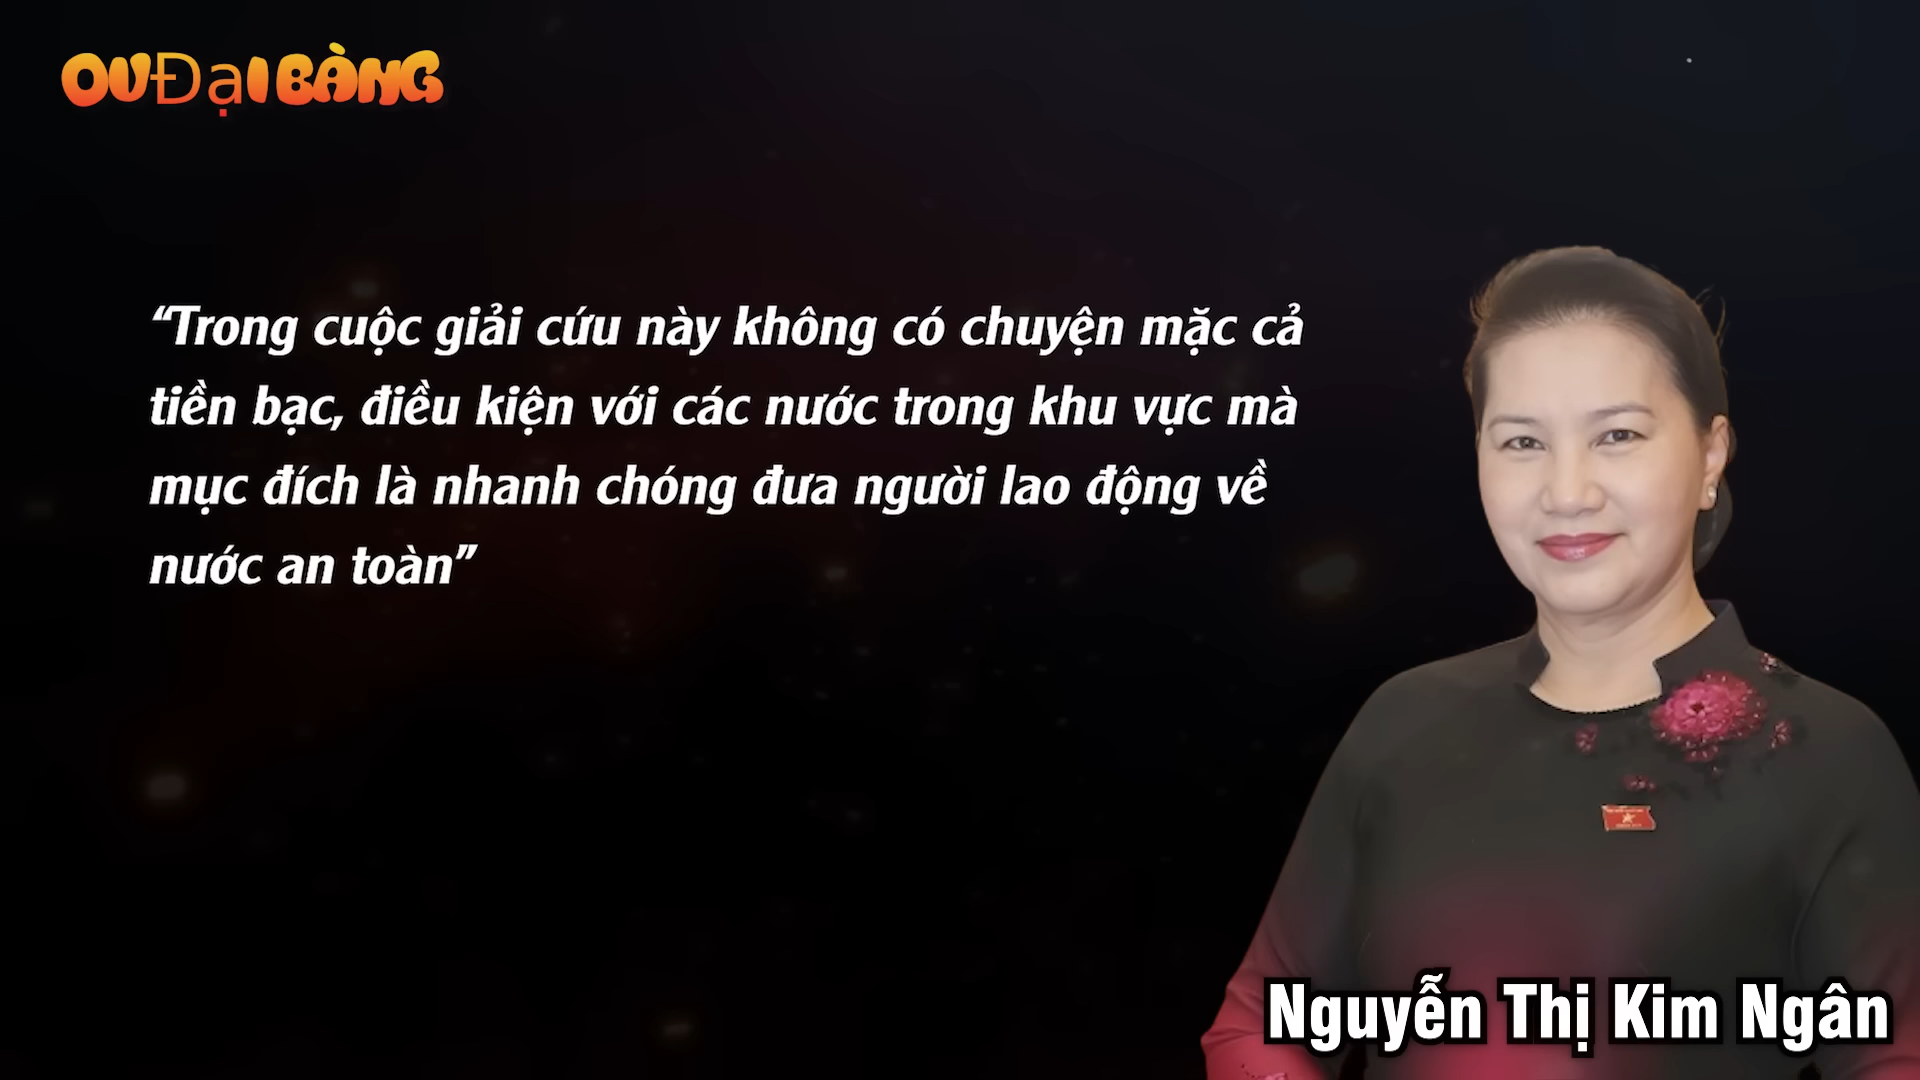 OUĐẠI BÀNG
“Trong cuộc giải cứu này không có chuyện mặc cả
tiền bạc, điều kiện với các nước trong khu vực mà
mục đích là nhanh chóng đưa người lao động về
nước an toàn”
Nguyễn Thị Kim Ngân